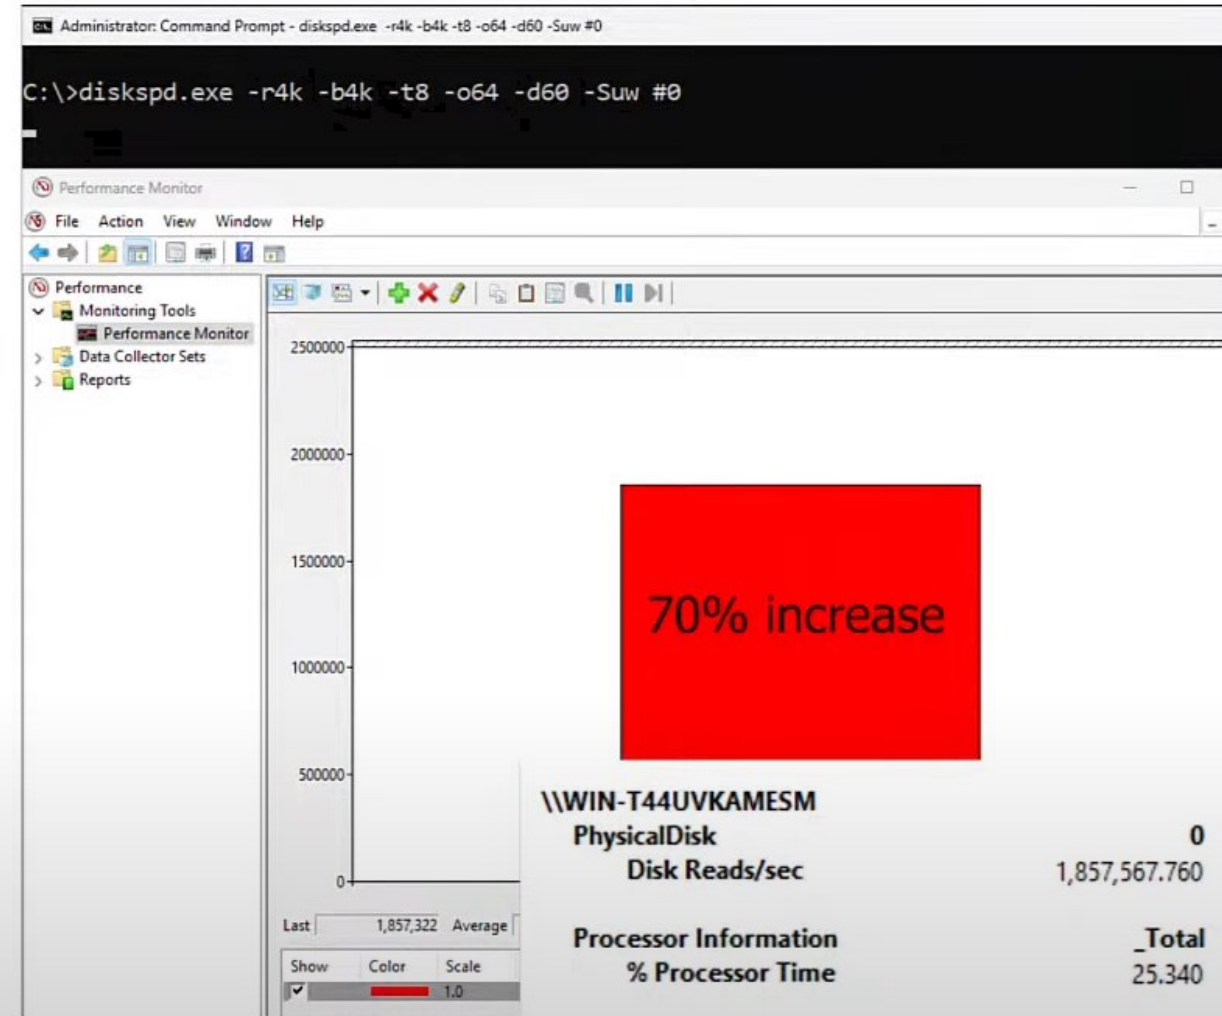 Administrator: Command Prompt - diskspd.exe -r4k -b4k -t8 -o64 -d60 -Suw #0
C:\>diskspd.exe -r4k -b4k -t8 -o64 -d60 -Suw #0
Performance Monitor
File Action View Window Help
Performance
Monitoring Tools
Performance Monitor
Data Collector Sets
Reports
2500000
2000000
1500000
1000000
500000
0
70% increase
\\WIN-T44UVKAMESM
PhysicalDisk 0
Disk Reads/sec 1,857,567.760
Processor Information _Total
% Processor Time 25.340
Last 1,857,322 Average
Show Color Scale
1.0